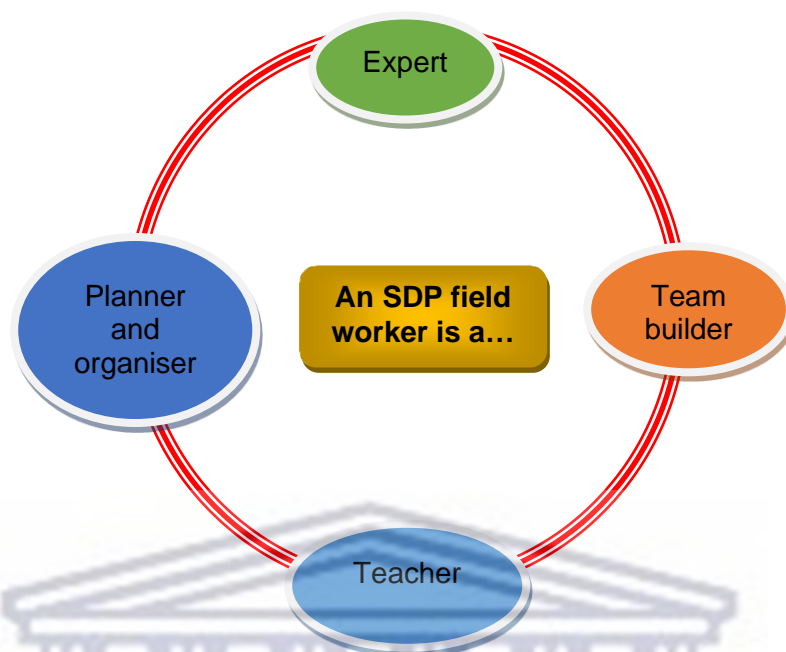 Expert
An SDP field
worker is a…
Planner
and
organiser
Team
builder
Teacher